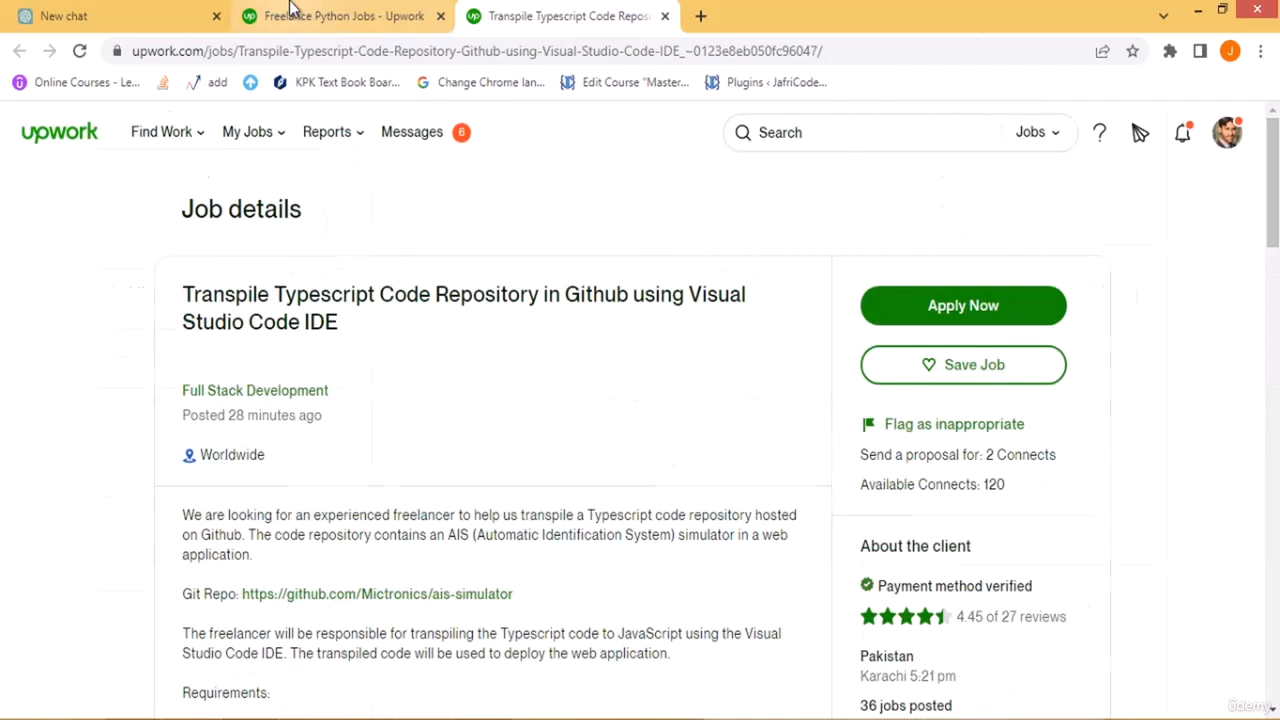 New chat
Freelance Python Jobs - Upwork
Transpile Typescript Code Repos
upwork.com/jobs/Transpile-Typescript-Code-Repository-Github-using-Visual-Studio-Code-IDE_~0123e8eb050fc96047/
J
Online Courses - Le...
add
KPK Text Book Boar...
Change Chrome lan...
Edit Course "Master...
Plugins ‹ JafriCode...
upwork
Find Work
My Jobs
Reports
Messages
6
Search
Jobs
?
Job details
Transpile Typescript Code Repository in Github using Visual
Studio Code IDE
Full Stack Development
Posted 28 minutes ago
Worldwide
We are looking for an experienced freelancer to help us transpile a Typescript code repository hosted
on Github. The code repository contains an AIS (Automatic Identification System) simulator in a web
application.
Git Repo: https://github.com/Mictronics/ais-simulator
The freelancer will be responsible for transpiling the Typescript code to JavaScript using the Visual
Studio Code IDE. The transpiled code will be used to deploy the web application.
Requirements:
Apply Now
Save Job
Flag as inappropriate
Send a proposal for: 2 Connects
Available Connects: 120
About the client
Payment method verified
4.45 of 27 reviews
Pakistan
Karachi 5:21 pm
36 jobs posted
ûdemy